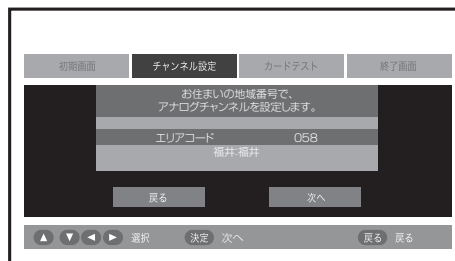 初期画面 チャンネル設定 カードテスト 終了画面
お住まいの地域番号で、
アナログチャンネルを設定します。
エリアコード 058
福井:福井
戻る 次へ
選択 決定 次へ 戻る 戻る